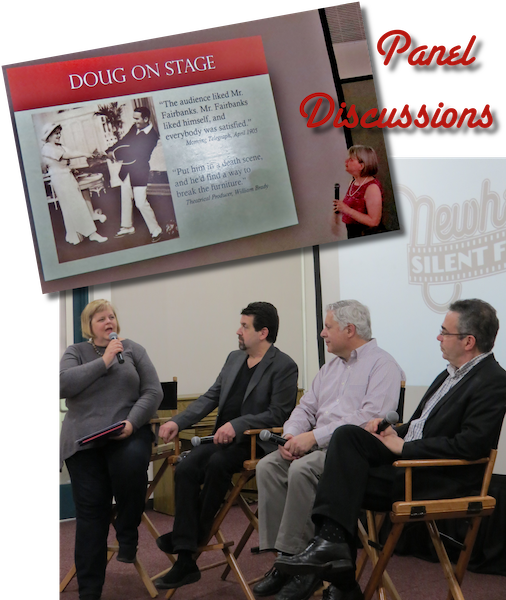 Panel
Discussions
DOUG ON STAGE
"The audience liked Mr.
Fairbanks. Mr. Fairbanks
liked himself, and
everybody was satisfied."
Morning Telegraph, April 1905
"Put him in a death scene,
and he'd find a way to
break the furniture."
Theatrical Producer, William Brady
Newh
SILENT F